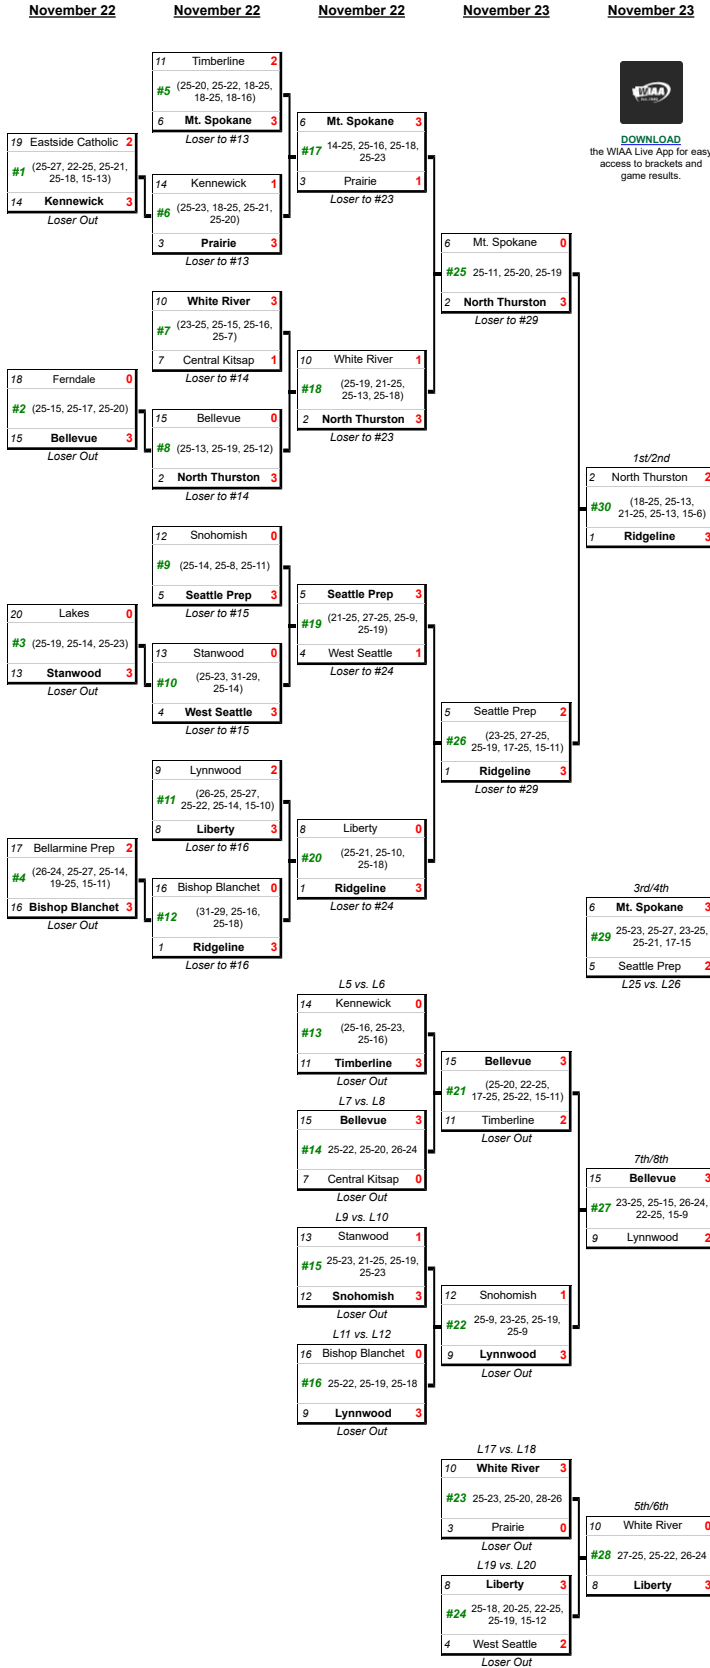 November 22
November 22
November 22
November 23
November 23
19 Eastside Catholic 2
#1 (25-27, 22-25, 25-21,
25-18, 15-13)
14 Kennewick 3
Loser Out
18 Ferndale 0
#2 (25-15, 25-17, 25-20)
15 Bellevue 3
Loser Out
20 Lakes 0
#3 (25-19, 25-14, 25-23)
13 Stanwood 3
Loser Out
17 Bellarmine Prep 2
#4 (26-24, 25-27, 25-14,
19-25, 15-11)
16 Bishop Blanchet 3
Loser Out
11 Timberline 2
#5 (25-20, 25-22, 18-25,
18-25, 18-16)
6 Mt. Spokane 3
Loser to #13
14 Kennewick 1
#6 (25-23, 18-25, 25-21,
25-20)
3 Prairie 3
Loser to #13
10 White River 3
#7 (23-25, 25-15, 25-16,
25-7)
7 Central Kitsap 1
Loser to #14
15 Bellevue 0
#8 (25-13, 25-19, 25-12)
2 North Thurston 3
Loser to #14
12 Snohomish 0
#9 (25-14, 25-8, 25-11)
5 Seattle Prep 3
Loser to #15
13 Stanwood 0
#10 (25-23, 31-29,
25-14)
4 West Seattle 3
Loser to #15
9 Lynnwood 2
#11 (26-25, 25-27,
25-22, 25-14, 15-10)
8 Liberty 3
Loser to #16
16 Bishop Blanchet 0
#12 (31-29, 25-16,
25-18)
1 Ridgeline 3
Loser to #16
6 Mt. Spokane 3
#17 14-25, 25-16, 25-18,
25-23
3 Prairie 1
Loser to #23
10 White River 1
#18 (25-19, 21-25,
25-13, 25-18)
2 North Thurston 3
Loser to #23
5 Seattle Prep 3
#19 (21-25, 27-25, 25-9,
25-19)
4 West Seattle 1
Loser to #24
8 Liberty 0
#20 (25-21, 25-10,
25-18)
1 Ridgeline 3
Loser to #24
L5 vs. L6
14 Kennewick 0
#13 (25-16, 25-23,
25-16)
11 Timberline 3
Loser Out
L7 vs. L8
15 Bellevue 3
#14 25-22, 25-20, 26-24
7 Central Kitsap 0
Loser Out
L9 vs. L10
13 Stanwood 1
#15 25-23, 21-25, 25-19,
25-23
12 Snohomish 3
Loser Out
L11 vs. L12
16 Bishop Blanchet 0
#16 25-22, 25-19, 25-18
9 Lynnwood 3
Loser Out
6 Mt. Spokane 0
#25 25-11, 25-20, 25-19
2 North Thurston 3
Loser to #29
5 Seattle Prep 2
#26 (23-25, 27-25,
25-19, 17-25, 15-11)
1 Ridgeline 3
Loser to #29
15 Bellevue 3
#21 (25-20, 22-25,
17-25, 25-22, 15-11)
11 Timberline 2
Loser Out
12 Snohomish 1
#22 25-9, 23-25, 25-19,
25-9
9 Lynnwood 3
Loser Out
L17 vs. L18
10 White River 3
#23 25-23, 25-20, 28-26
3 Prairie 0
Loser Out
L19 vs. L20
8 Liberty 3
#24 25-18, 20-25, 22-25,
25-19, 15-12
4 West Seattle 2
Loser Out
WIAA
DOWNLOAD
the WIAA Live App for easy
access to brackets and
game results.
1st/2nd
2 North Thurston 2
#30 (18-25, 25-13,
21-25, 25-13, 15-6)
1 Ridgeline 3
3rd/4th
6 Mt. Spokane 3
#29 25-23, 25-27, 23-25,
25-21, 17-15
5 Seattle Prep 2
L25 vs. L26
7th/8th
15 Bellevue 3
#27 23-25, 25-15, 26-24,
22-25, 15-9
9 Lynnwood 2
5th/6th
10 White River 0
#28 27-25, 25-22, 26-24
8 Liberty 3